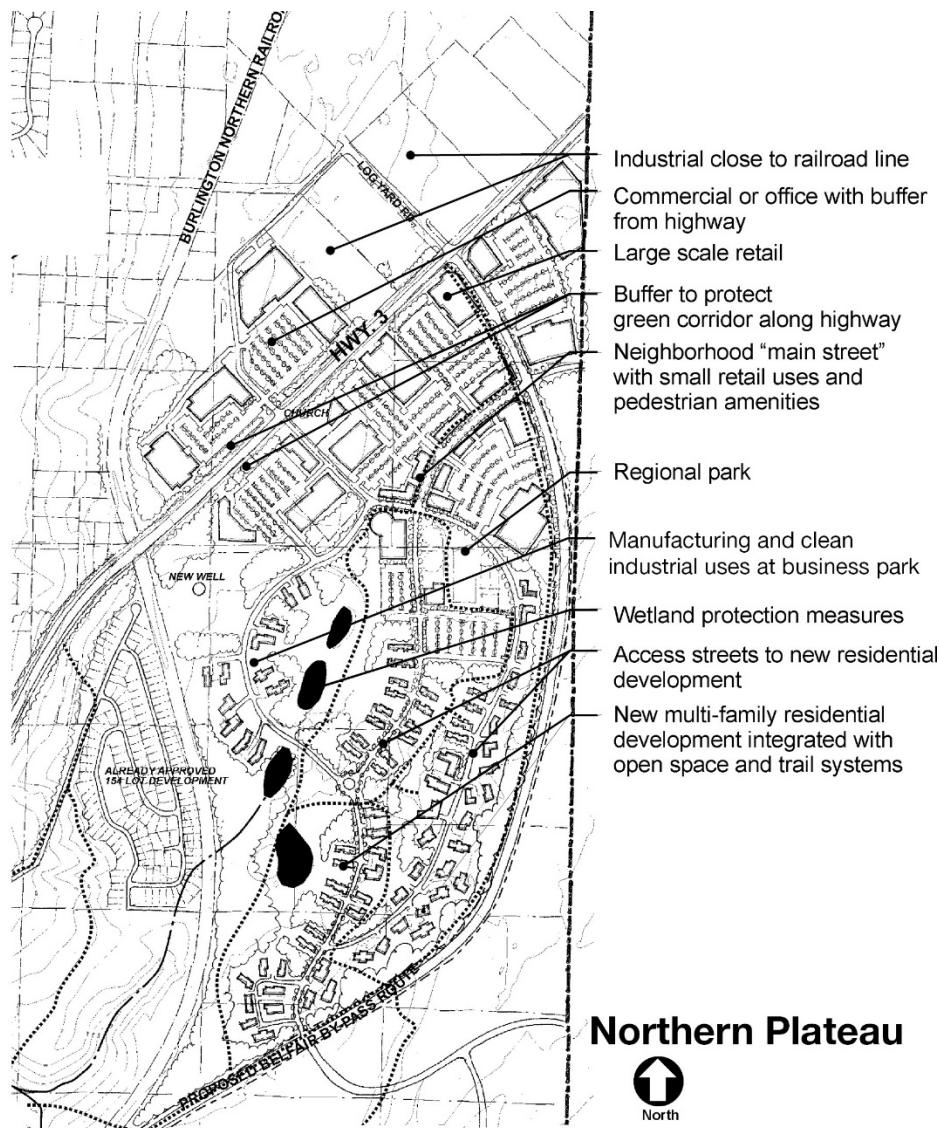 BURLINGTON NORTHERN RAILRO
LOG YARD RD
HWY. 3
CHURCH
NEW WELL
ALREADY APPROVED
154 LOT DEVELOPMENT
PROPOSED BELFAIR BY-PASS ROUTE
Industrial close to railroad line
Commercial or office with buffer
from highway
Large scale retail
Buffer to protect
green corridor along highway
Neighborhood “main street”
with small retail uses and
pedestrian amenities
Regional park
Manufacturing and clean
industrial uses at business park
Wetland protection measures
Access streets to new residential
development
New multi-family residential
development integrated with
open space and trail systems
Northern Plateau
North